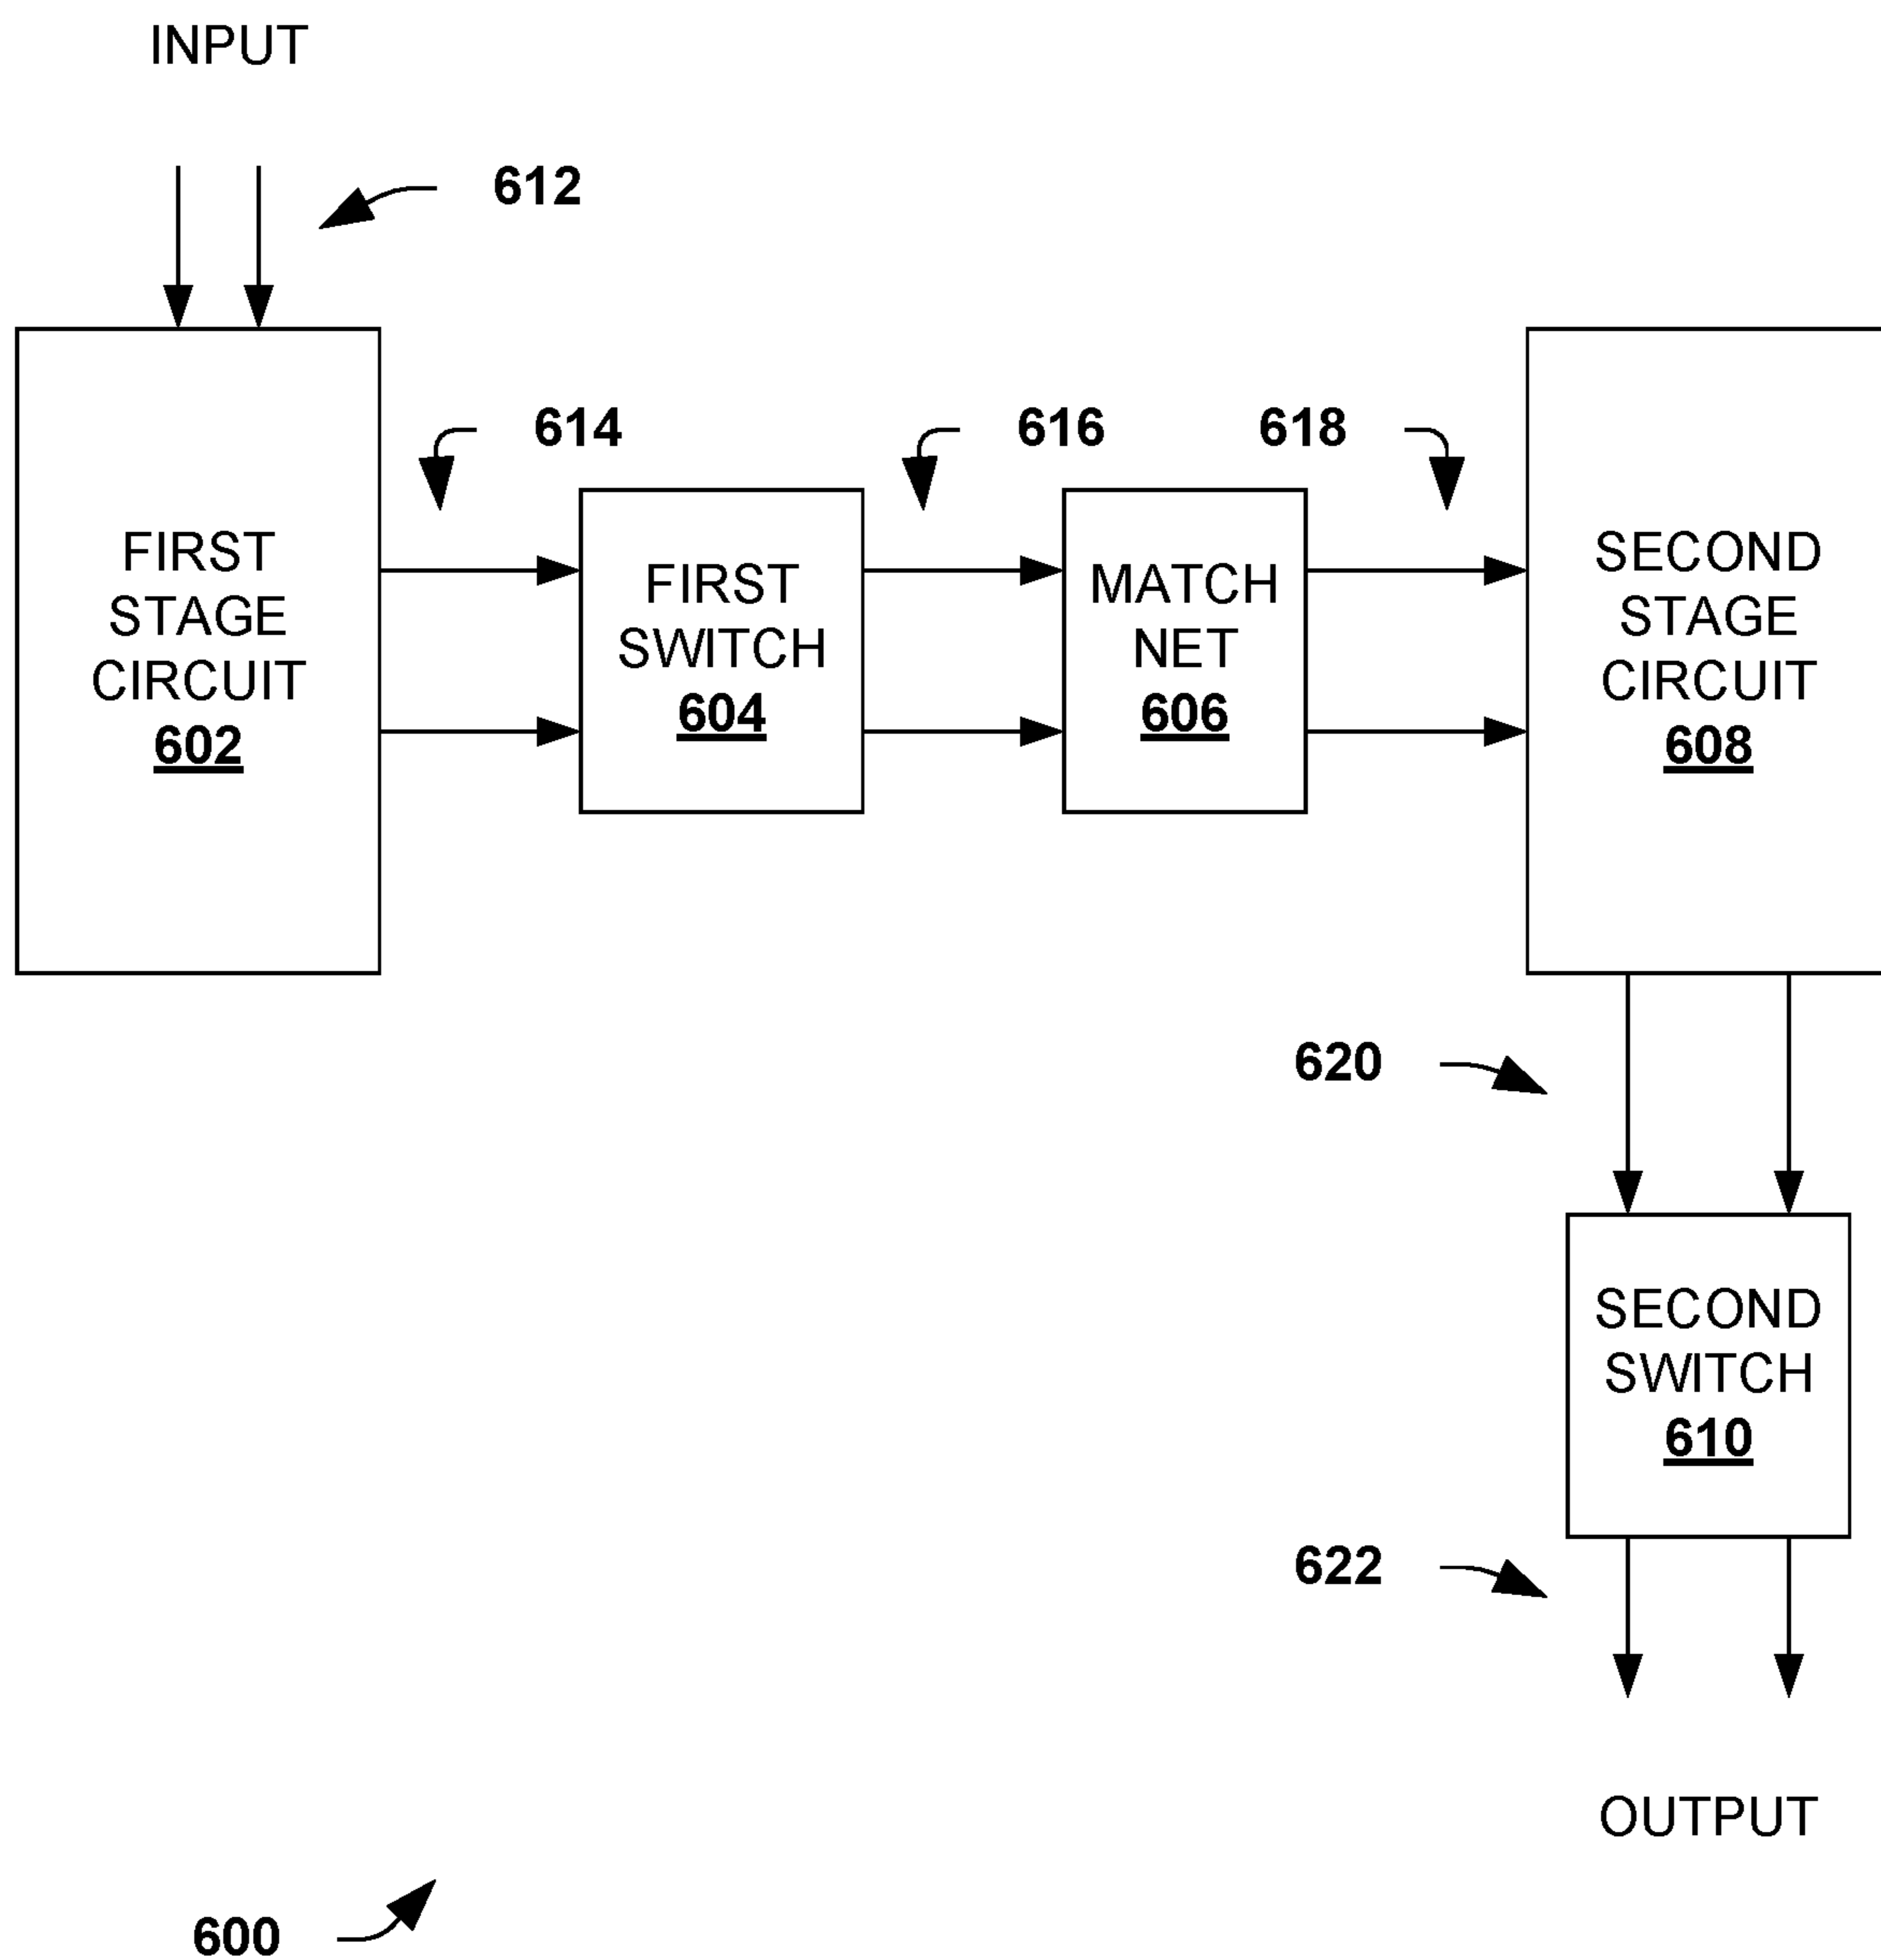 INPUT
612
614
616
618
FIRST
STAGE
CIRCUIT
602
FIRST
SWITCH
604
MATCH
NET
606
SECOND
STAGE
CIRCUIT
608
620
SECOND
SWITCH
610
622
OUTPUT
600